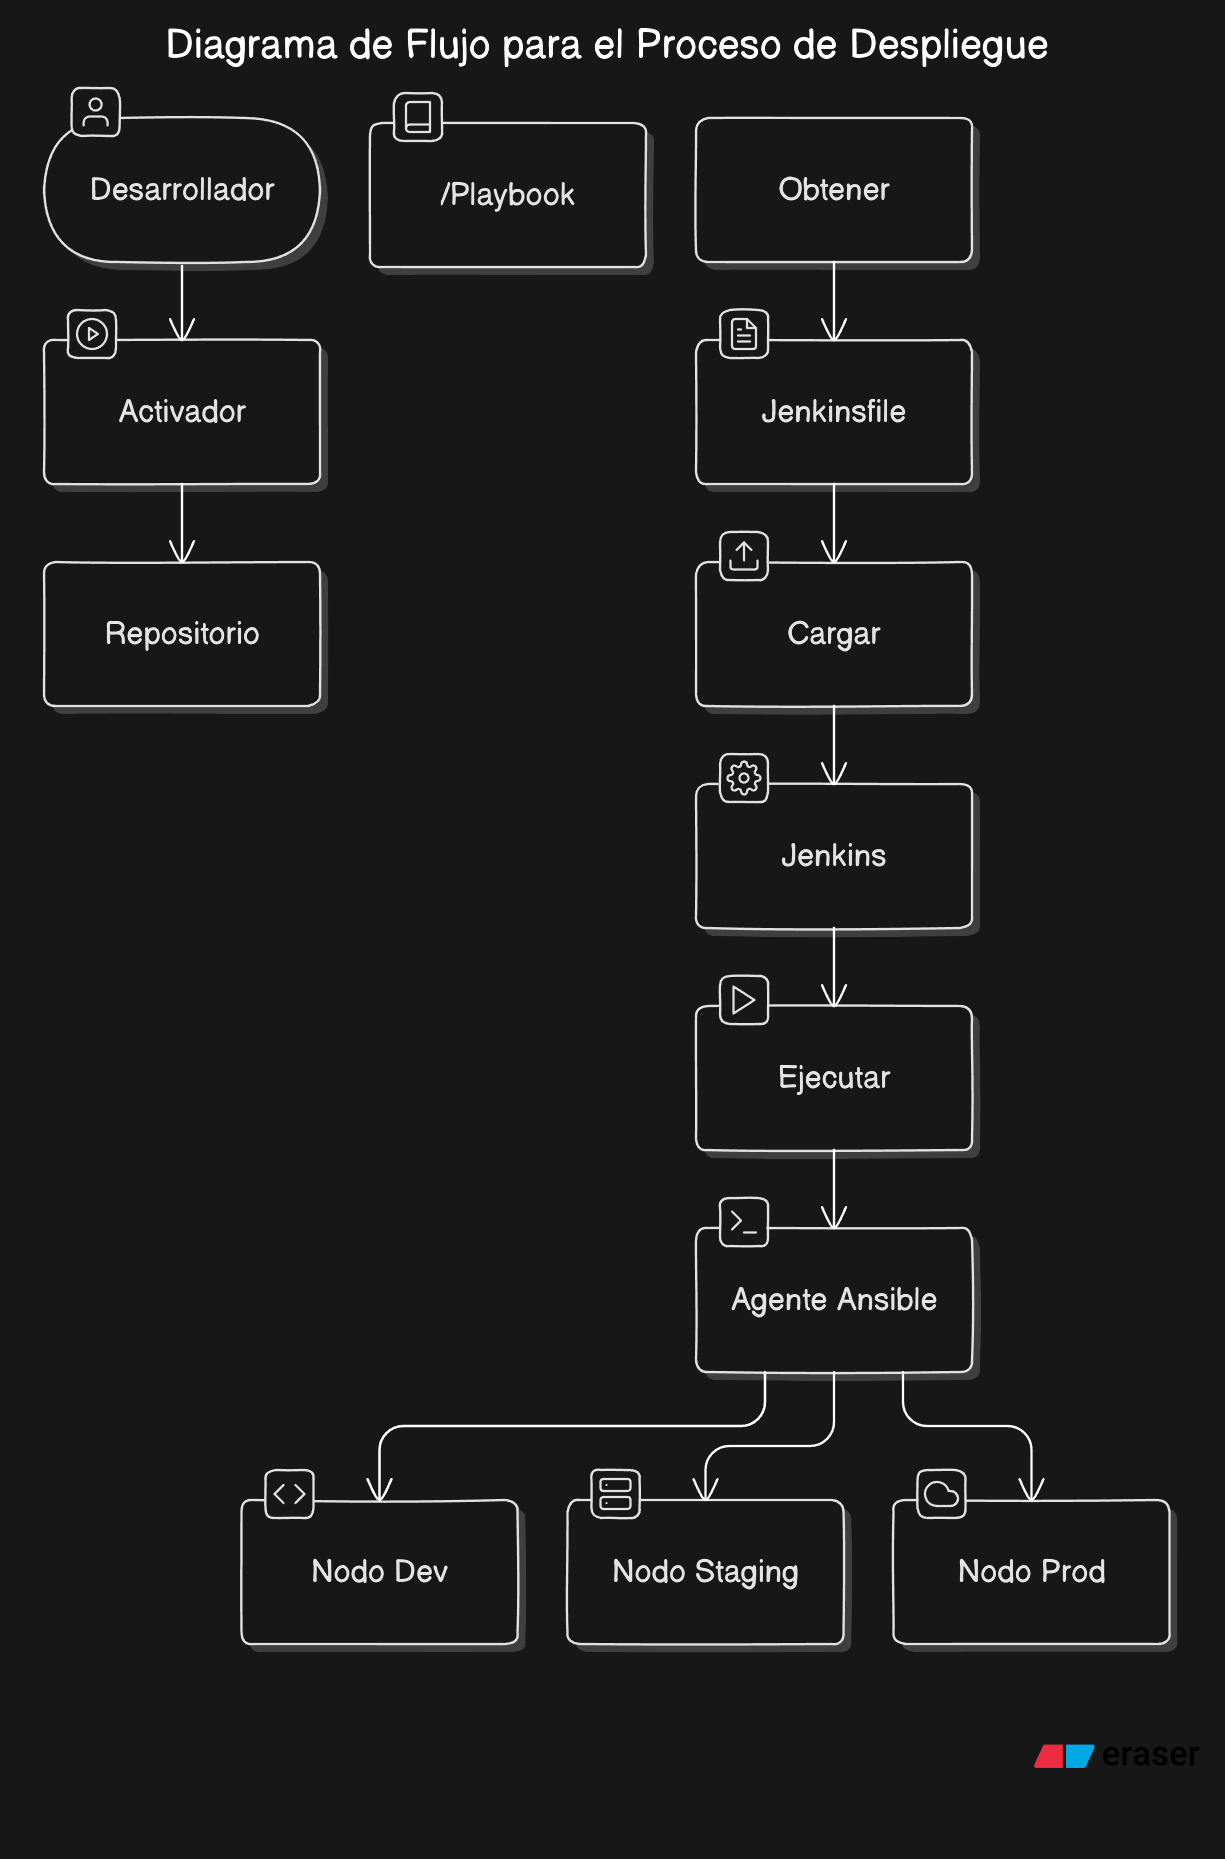 Diagrama de Flujo para el Proceso de Despliegue
Desarrollador
/Playbook
Obtener
Activador
Jenkinsfile
Repositorio
Cargar
Jenkins
Ejecutar
Agente Ansible
Nodo Dev
Nodo Staging
Nodo Prod
eraser